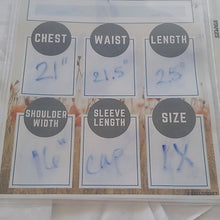 CHEST WAIST LENGTH
21" 21.5" 25"
SHOULDER WIDTH SLEEVE LENGTH SIZE
16" cap 1X